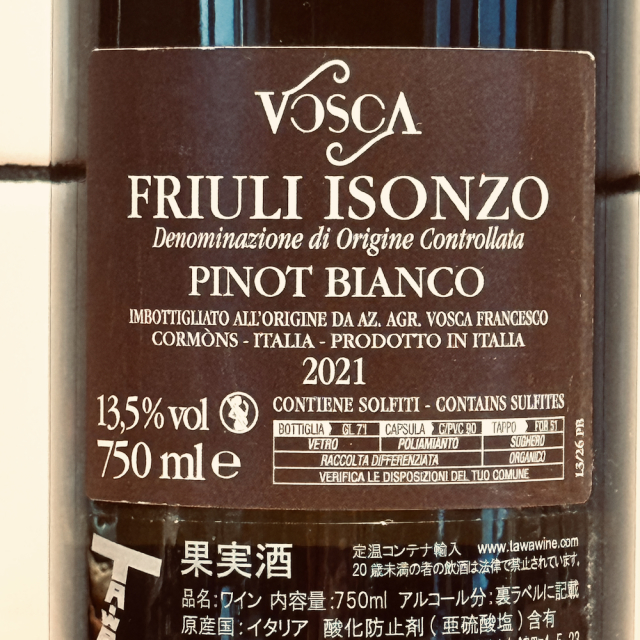 VOSCA
FRIULI ISONZO
Denominazione di Origine Controllata
PINOT BIANCO
IMBOTTIGLIATO ALL'ORIGINE DA AZ. AGR. VOSCA FRANCESCO
CORMÒNS - ITALIA - PRODOTTO IN ITALIA
2021
13,5% vol
750 ml e
CONTIENE SOLFITI - CONTAINS SULFITES
BOTTIGLIA GL 71 CAPSULA C/PVC 90 TAPPO FOR 51
VETRO POLIAMIANTO SUGHERO
RACCOLTA DIFFERENZIATA ORGANICO
VERIFICA LE DISPOSIZIONI DEL TUO COMUNE
L3/26 PB
果実酒
定温コンテナ輸入 www.tawawine.com
20歳未満の者の飲酒は法律で禁止されています。
品名:ワイン 内容量:750ml アルコール分:裏ラベルに記載
原産国:イタリア 酸化防止剤(亜硫酸塩)含有